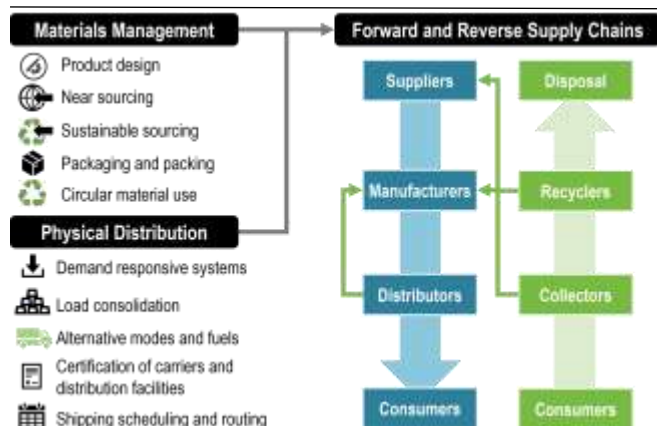 Materials Management
Product design
Near sourcing
Sustainable sourcing
Packaging and packing
Circular material use
Physical Distribution
Demand responsive systems
Load consolidation
Alternative modes and fuels
Certification of carriers and
distribution facilities
Shipping scheduling and routing
Forward and Reverse Supply Chains
Suppliers
Disposal
Manufacturers
Recyclers
Distributors
Collectors
Consumers
Consumers